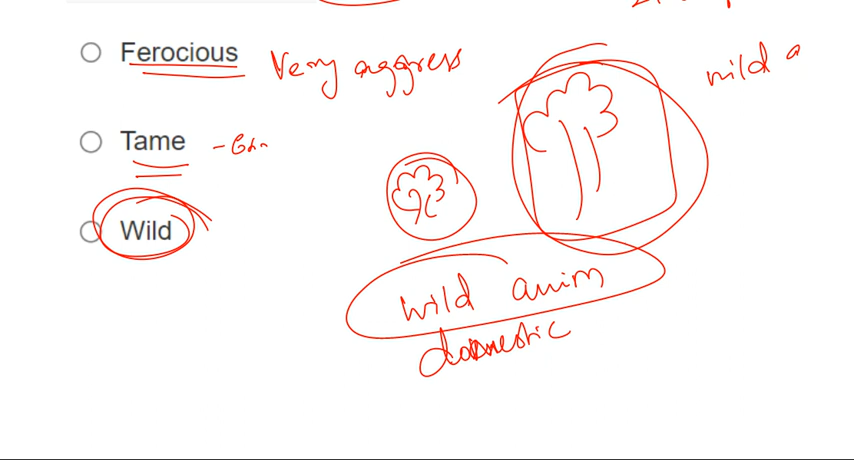 Ferocious Very aggress
wild a
Tame
Wild
wild anim
domestic